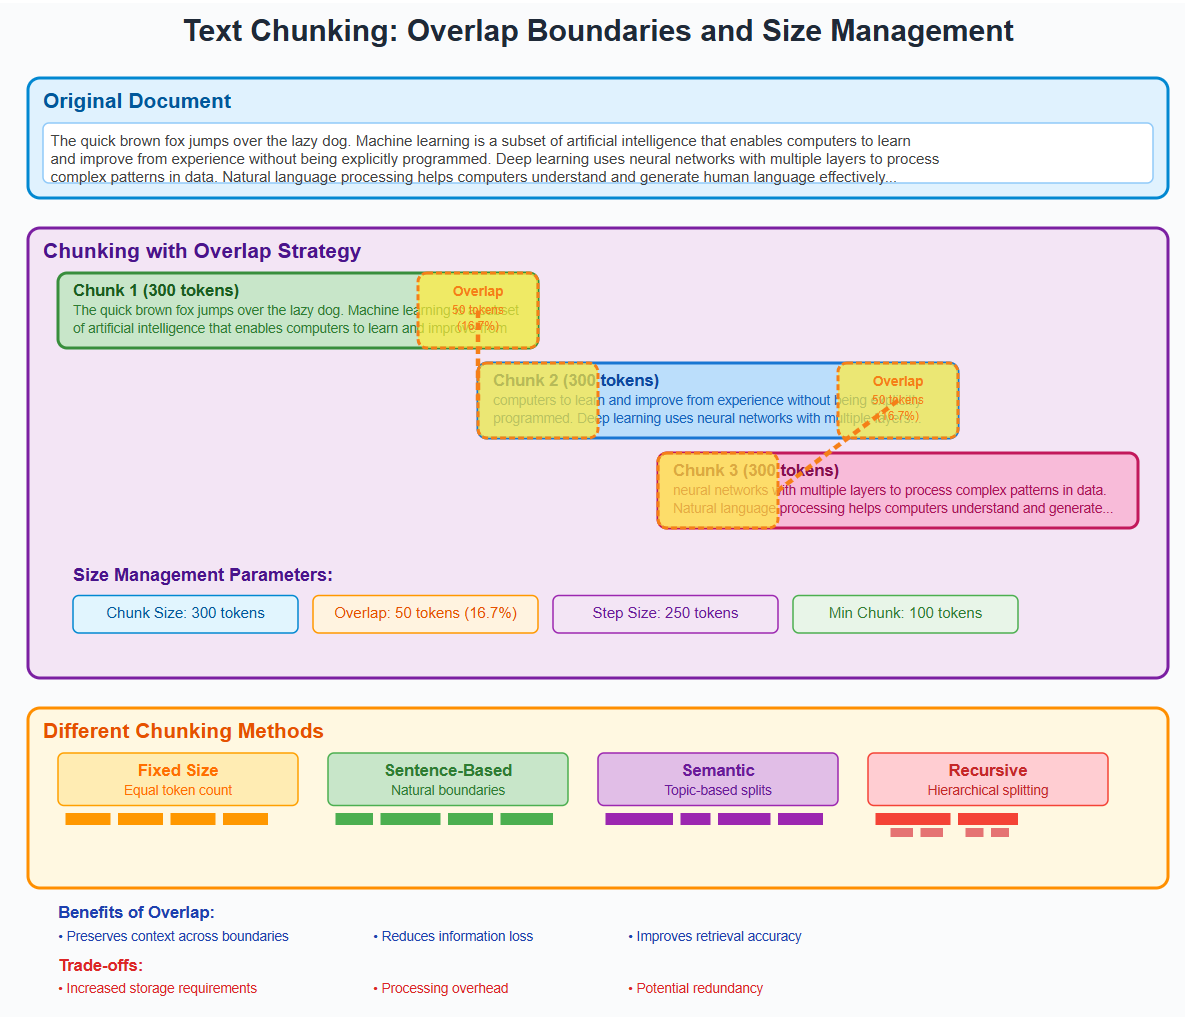 Text Chunking: Overlap Boundaries and Size Management
Original Document
The quick brown fox jumps over the lazy dog. Machine learning is a subset of artificial intelligence that enables computers to learn
and improve from experience without being explicitly programmed. Deep learning uses neural networks with multiple layers to process
complex patterns in data. Natural language processing helps computers understand and generate human language effectively...
Chunking with Overlap Strategy
Chunk 1 (300 tokens)
The quick brown fox jumps over the lazy dog. Machine learning is a subset
of artificial intelligence that enables computers to learn and improve from
Overlap
50 tokens
(16.7%)
Chunk 2 (300 tokens)
computers to learn and improve from experience without being explicitly
programmed. Deep learning uses neural networks with multiple layers...
Overlap
50 tokens
(16.7%)
Chunk 3 (300 tokens)
neural networks with multiple layers to process complex patterns in data.
Natural language processing helps computers understand and generate...
Size Management Parameters:
Chunk Size: 300 tokens
Overlap: 50 tokens (16.7%)
Step Size: 250 tokens
Min Chunk: 100 tokens
Different Chunking Methods
Fixed Size
Equal token count
Sentence-Based
Natural boundaries
Semantic
Topic-based splits
Recursive
Hierarchical splitting
Benefits of Overlap:
• Preserves context across boundaries
• Reduces information loss
• Improves retrieval accuracy
Trade-offs:
• Increased storage requirements
• Processing overhead
• Potential redundancy